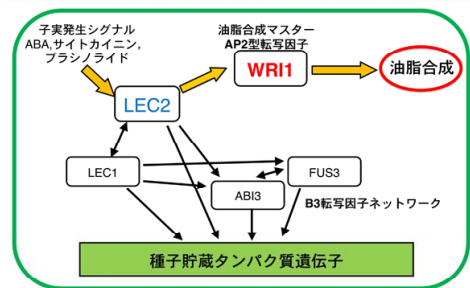 子実発生シグナル
ABA,サイトカイニン,
ブラシノライド
油脂合成マスター
AP2型転写因子
WRI1
油脂合成
LEC2
LEC1
ABI3
FUS3
B3転写因子ネットワーク
種子貯蔵タンパク質遺伝子